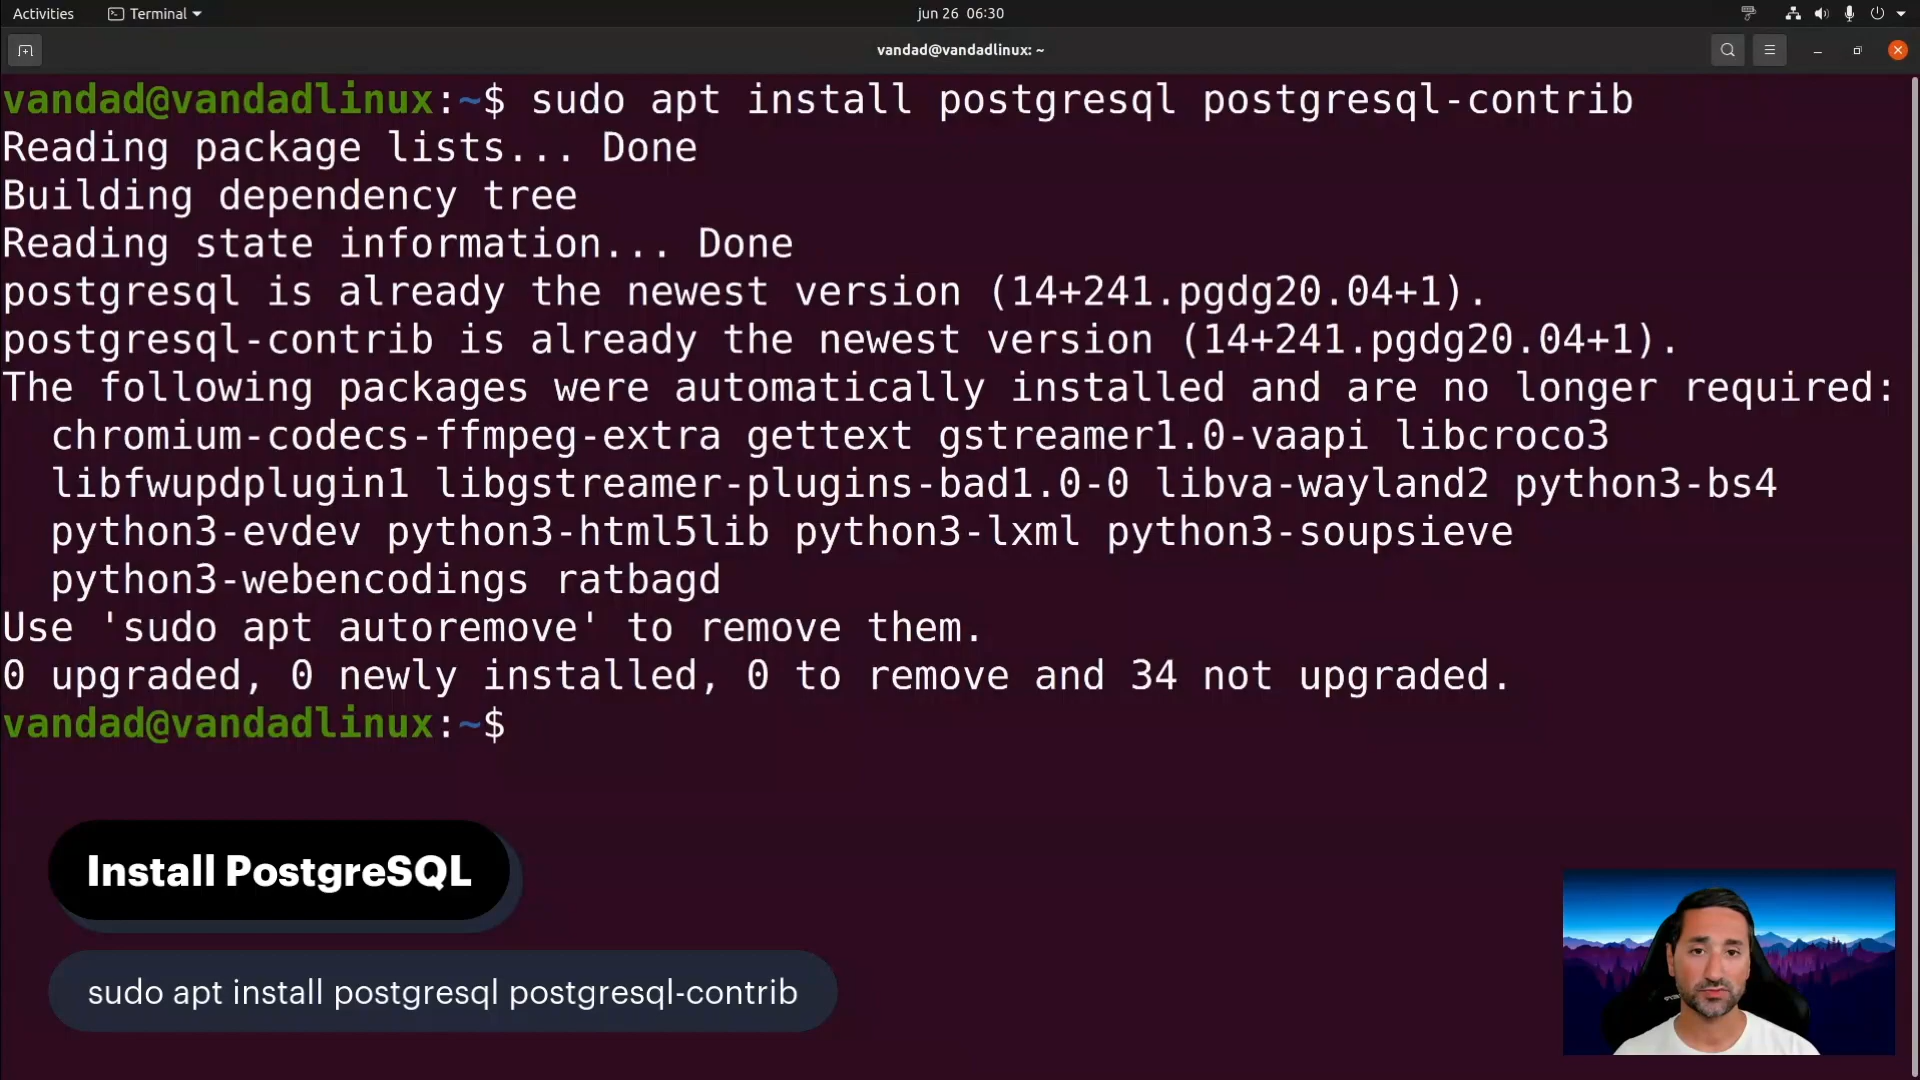 Activities
Terminal
jun 26 06:30
vandad@vandadlinux: ~
vandad@vandadlinux:~$ sudo apt install postgresql postgresql-contrib
Reading package lists... Done
Building dependency tree
Reading state information... Done
postgresql is already the newest version (14+241.pgdg20.04+1).
postgresql-contrib is already the newest version (14+241.pgdg20.04+1).
The following packages were automatically installed and are no longer required:
  chromium-codecs-ffmpeg-extra gettext gstreamer1.0-vaapi libcroco3
  libfwupdplugin1 libgstreamer-plugins-bad1.0-0 libva-wayland2 python3-bs4
  python3-evdev python3-html5lib python3-lxml python3-soupsieve
  python3-webencodings ratbagd
Use 'sudo apt autoremove' to remove them.
0 upgraded, 0 newly installed, 0 to remove and 34 not upgraded.
vandad@vandadlinux:~$
Install PostgreSQL
sudo apt install postgresql postgresql-contrib